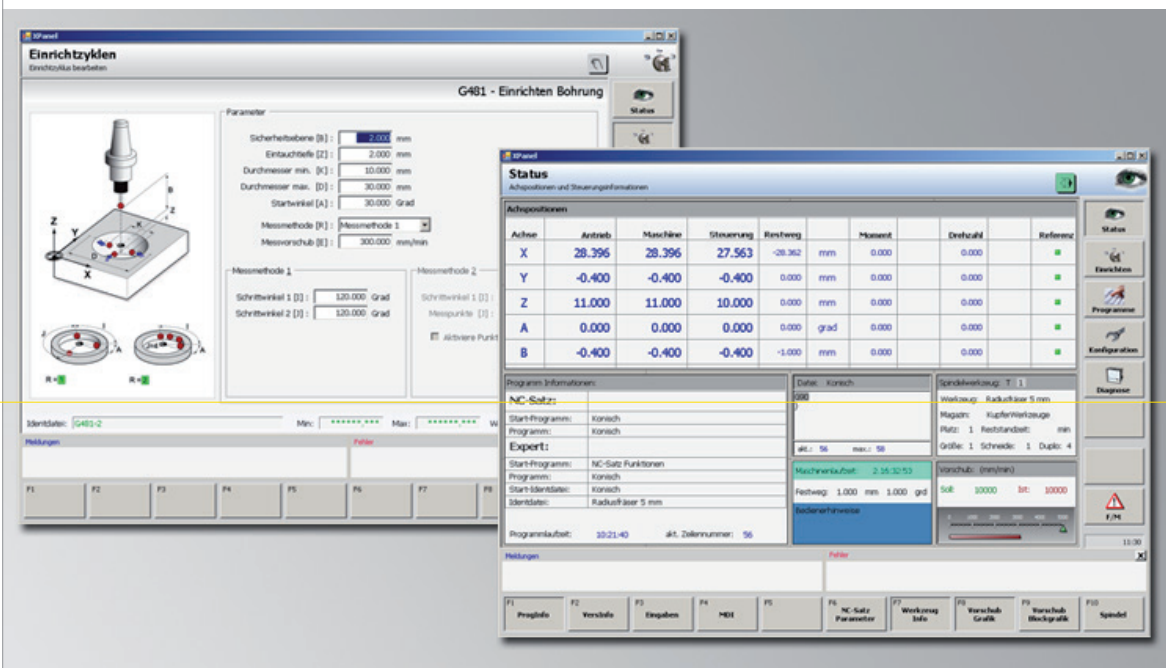 XPanel
Einrichtzyklen
Einrichtzyklus bearbeiten
G481 - Einrichten Bohrung
Status
Parameter
Sicherheitsebene [B] : 2.000 mm
Eintauchtiefe [Z] : 2.000 mm
Durchmesser min. [K] : 10.000 mm
Durchmesser max. [D] : 30.000 mm
Startwinkel [A] : 30.000 Grad
Messmethode [R] : Messmethode 1
Messvorschub [E] : 300.000 mm/min
Messmethode 1
Schrittwinkel 1 [I] : 120.000 Grad
Schrittwinkel 2 [J] : 120.000 Grad
Messmethode 2
Schrittwinkel 1 [I] :
Messpunkte [J] :
Aktiviere Punkt
B
Z
Z
Y
K
D
X
J
I
A
A
R=1
R=2
Identdatei: G481-2
Min: ******.***
Max: ******.***
W
Meldungen
Fehler
F1 F2 F3 F4 F5 F6 F7 F8
XPanel
Status
Achspositionen und Steuerungsinformationen
Achspositionen
Achse Antrieb Maschine Steuerung Restweg Moment Drehzahl Referenz
X 28.396 28.396 27.563 -28.362 mm 0.000 0.000
Y -0.400 -0.400 -0.400 0.000 mm 0.000 0.000
Z 11.000 11.000 10.000 0.000 mm 0.000 0.000
A 0.000 0.000 0.000 0.000 grad 0.000 0.000
B -0.400 -0.400 -0.400 -1.000 mm 0.000 0.000
Programm Informationen:
NC-Satz:
Start-Programm: Konisch
Programm: Konisch
Expert:
Start-Programm: NC-Satz Funktionen
Programm: Konisch
Start-Identdatei: Konisch
Identdatei: Radiusfräser 5 mm
Programmlaufzeit: 10:21:40 akt. Zeilennummer: 56
Datei: Konisch
akt.: 56 max.: 58
Maschinenlaufzeit: 2:16:32:53
Festweg: 1.000 mm 1.000 grd
Bedienerhinweise
Spindelwerkzeug: T 1
Werkzeug: Radiusfräser 5 mm
Magazin: KupferWerkzeuge
Platz: 1 Reststandzeit: min
Größe: 1 Schneide: 1 Duplo: 4
Vorschub: (mm/min)
Soll: 10000 Ist: 10000
Status
Einrichten
Programme
Konfiguration
Diagnose
F/M
11:00
Meldungen
Fehler
F1 ProgInfo
F2 VersInfo
F3 Eingaben
F4 MDI
F5
F6 NC-Satz Parameter
F7 Werkzeug Info
F8 Vorschub Grafik
F9 Vorschub Blockgrafik
F10 Spindel